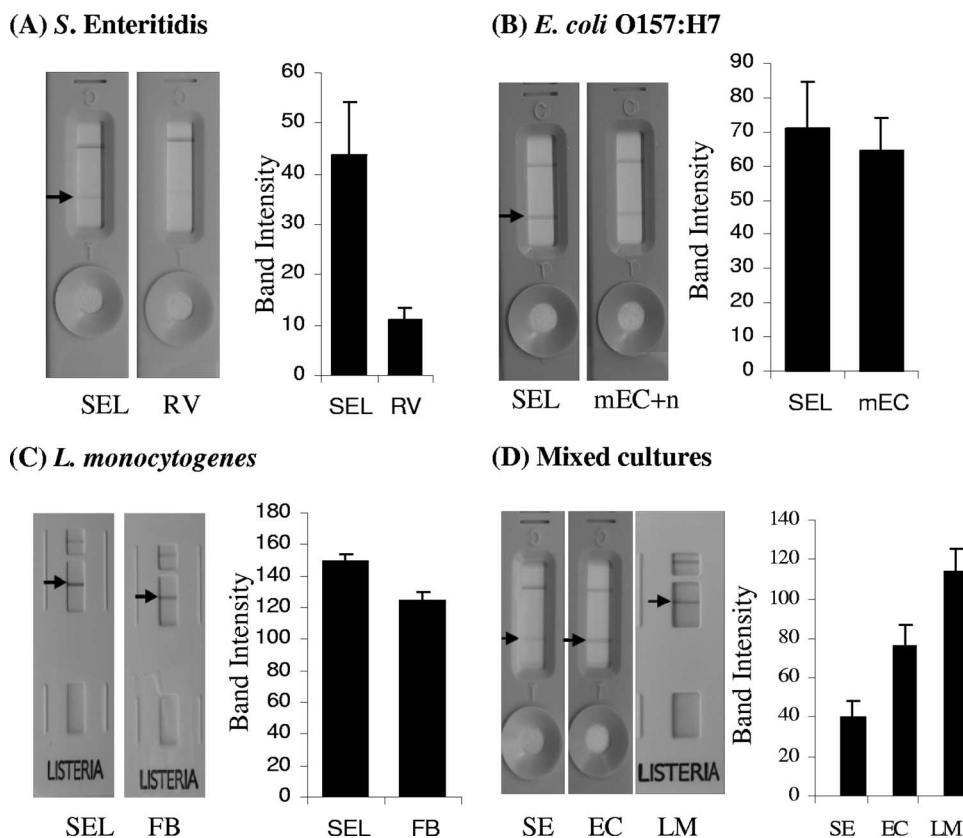 (A) S. Enteritidis
C
T
SEL RV
Band Intensity
60
50
40
30
20
10
0
SEL RV
(B) E. coli O157:H7
C C
T T
SEL mEC+n
Band Intensity
90
80
70
60
50
40
30
20
10
0
SEL mEC
(C) L. monocytogenes
LISTERIA LISTERIA
SEL FB
Band Intensity
180
160
140
120
100
80
60
40
20
0
SEL FB
(D) Mixed cultures
C C
T T
LISTERIA
SE EC LM
Band Intensity
140
120
100
80
60
40
20
0
SE EC LM